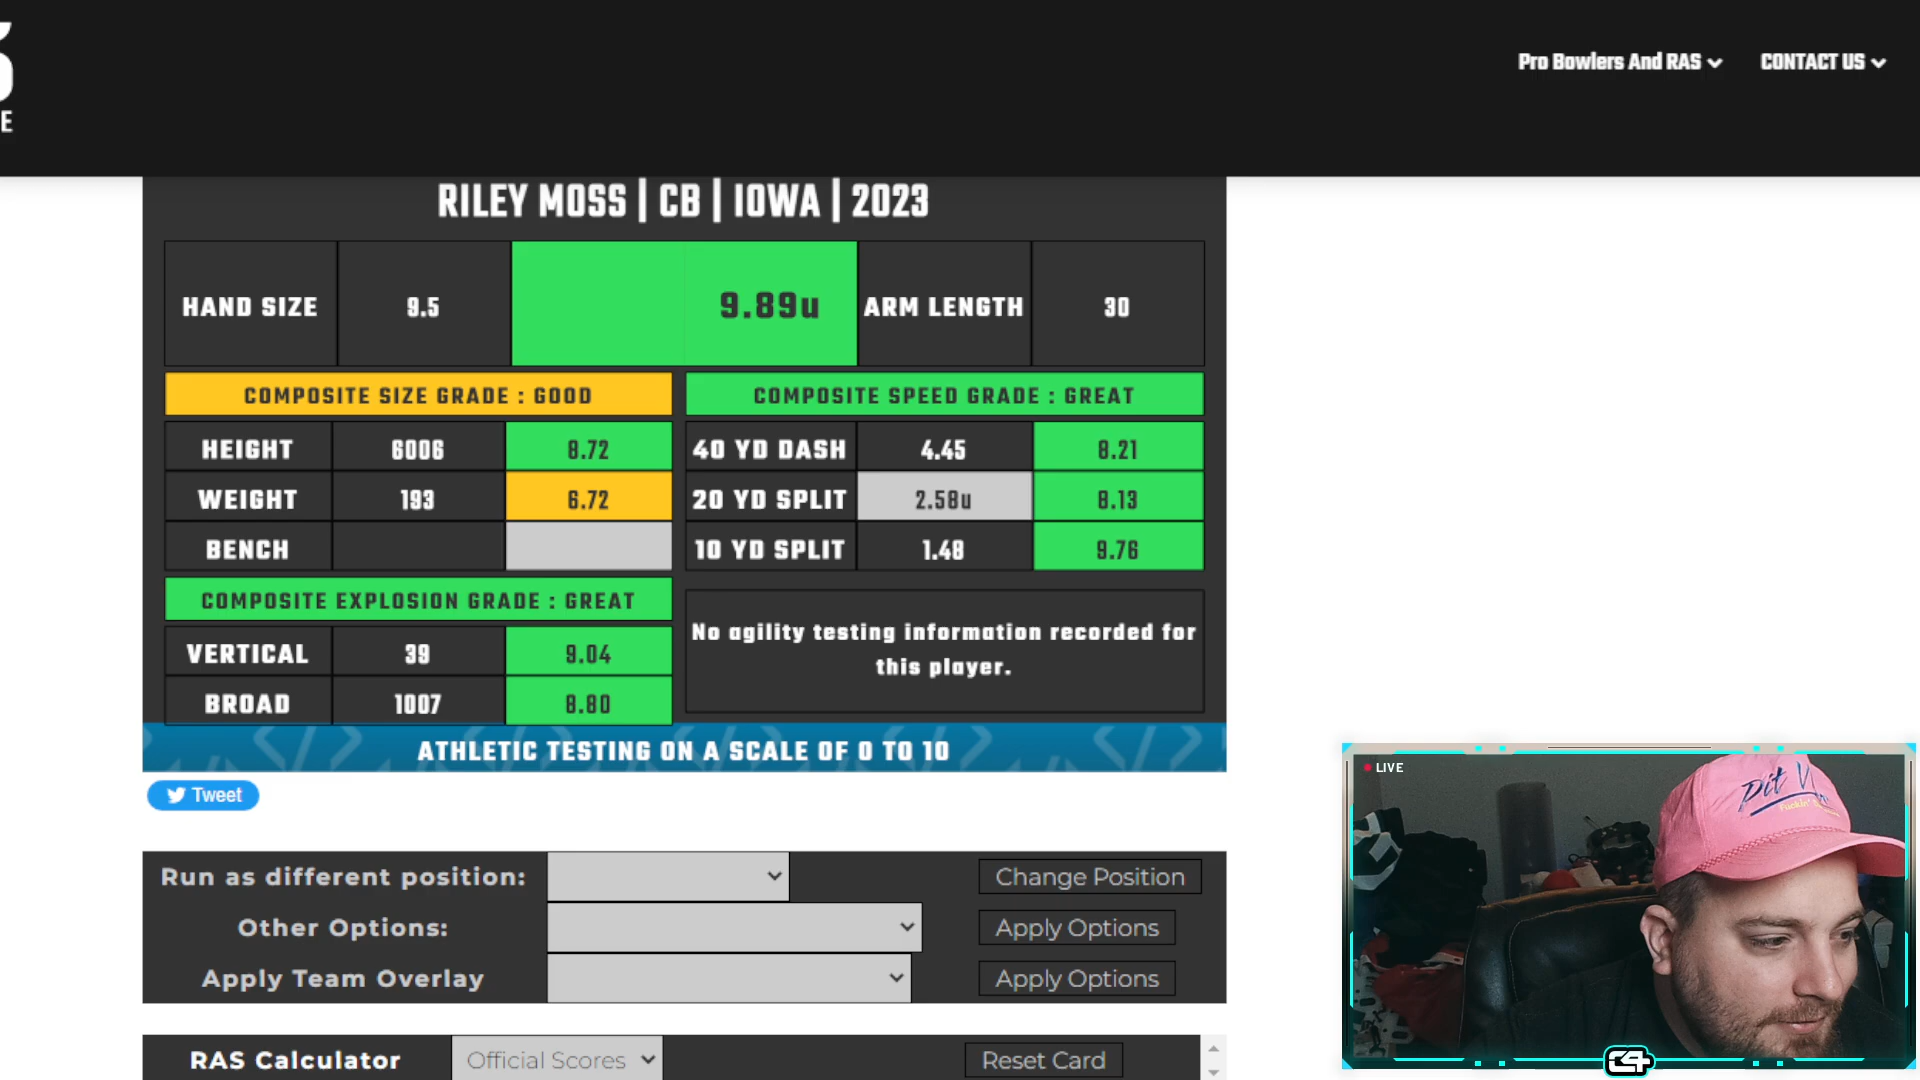 Pro Bowlers And RAS
CONTACT US
E
RILEY MOSS | CB | IOWA | 2023
HAND SIZE 9.5 9.89u ARM LENGTH 30
COMPOSITE SIZE GRADE : GOOD
COMPOSITE SPEED GRADE : GREAT
HEIGHT 6006 8.72
40 YD DASH 4.45 8.21
WEIGHT 193 6.72
20 YD SPLIT 2.58u 8.13
BENCH
10 YD SPLIT 1.48 9.76
COMPOSITE EXPLOSION GRADE : GREAT
VERTICAL 39 9.04
BROAD 1007 8.80
No agility testing information recorded for
this player.
ATHLETIC TESTING ON A SCALE OF 0 TO 10
Tweet
Run as different position: Change Position
Other Options: Apply Options
Apply Team Overlay Apply Options
RAS Calculator Official Scores Reset Card
LIVE
Pit